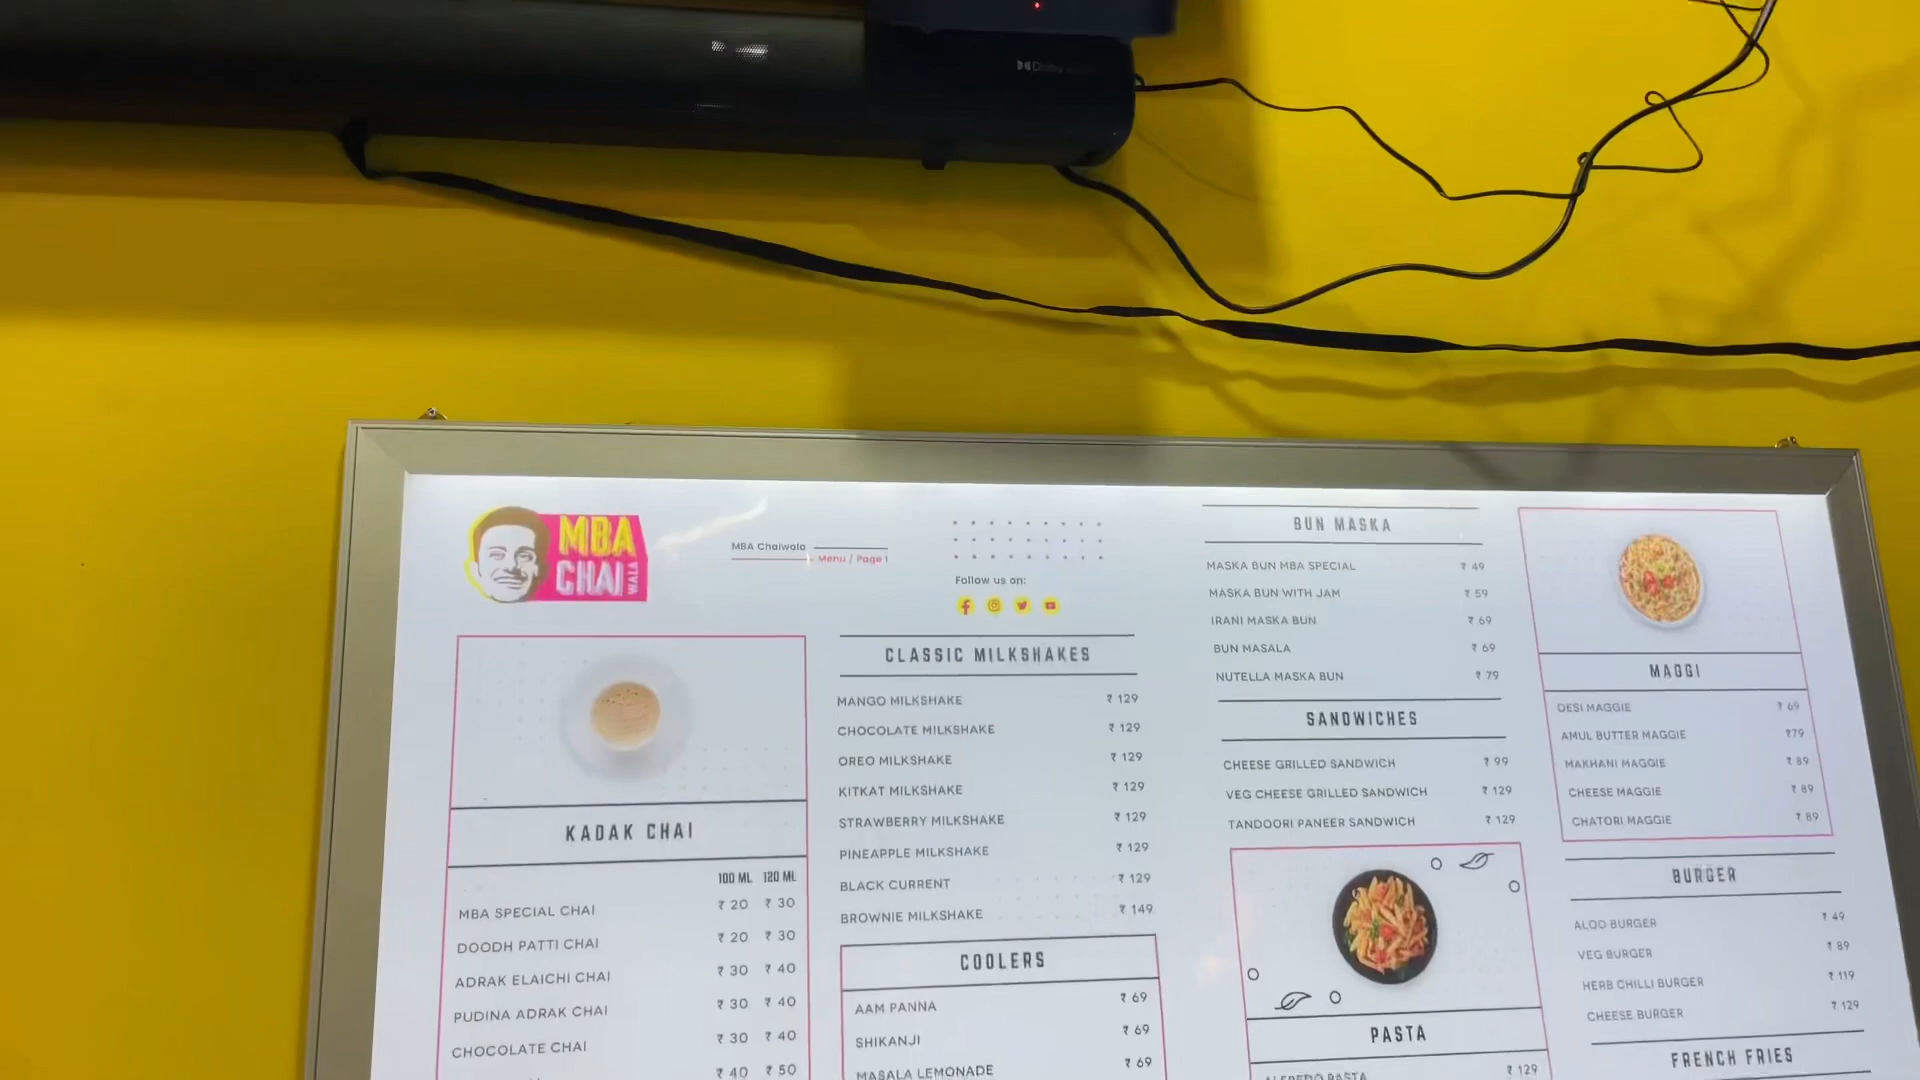 Dolby
MBA
CHAI
WALA
MBA Chaiwala
Menu / Page 1
Follow us on:
KADAK CHAI
100 ML 120 ML
MBA SPECIAL CHAI ₹ 20 ₹ 30
DOODH PATTI CHAI ₹ 20 ₹ 30
ADRAK ELAICHI CHAI ₹ 30 ₹ 40
PUDINA ADRAK CHAI ₹ 30 ₹ 40
CHOCOLATE CHAI ₹ 30 ₹ 40
₹ 40 ₹ 50
CLASSIC MILKSHAKES
MANGO MILKSHAKE ₹ 129
CHOCOLATE MILKSHAKE ₹ 129
OREO MILKSHAKE ₹ 129
KITKAT MILKSHAKE ₹ 129
STRAWBERRY MILKSHAKE ₹ 129
PINEAPPLE MILKSHAKE ₹ 129
BLACK CURRENT ₹ 129
BROWNIE MILKSHAKE ₹ 149
COOLERS
AAM PANNA ₹ 69
SHIKANJI ₹ 69
MASALA LEMONADE ₹ 69
BUN MASKA
MASKA BUN MBA SPECIAL ₹ 49
MASKA BUN WITH JAM ₹ 59
IRANI MASKA BUN ₹ 69
BUN MASALA ₹ 69
NUTELLA MASKA BUN ₹ 79
SANDWICHES
CHEESE GRILLED SANDWICH ₹ 99
VEG CHEESE GRILLED SANDWICH ₹ 129
TANDOORI PANEER SANDWICH ₹ 129
PASTA
ALFREDO PASTA ₹ 129
MAGGI
DESI MAGGIE ₹ 69
AMUL BUTTER MAGGIE ₹79
MAKHANI MAGGIE ₹ 89
CHEESE MAGGIE ₹ 89
CHATORI MAGGIE ₹ 89
BURGER
ALOO BURGER ₹ 49
VEG BURGER ₹ 89
HERB CHILLI BURGER ₹ 119
CHEESE BURGER ₹ 129
FRENCH FRIES